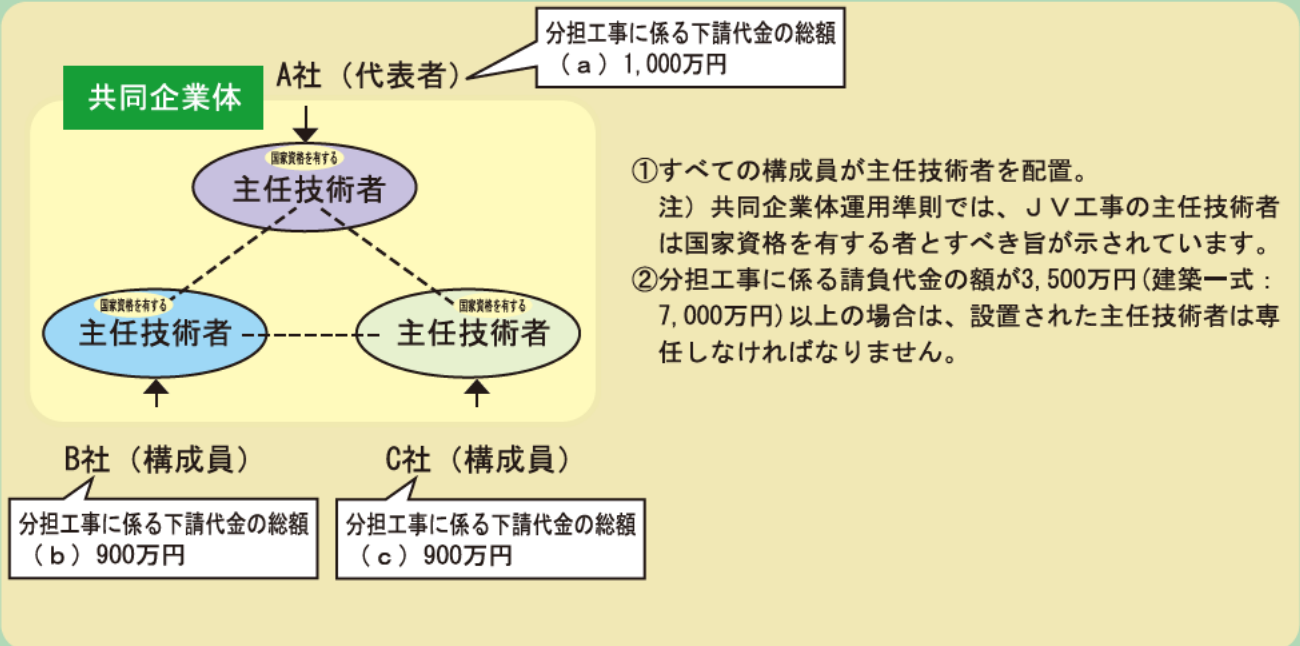 分担工事に係る下請代金の総額
（ａ）1,000万円
A社（代表者）
共同企業体
国家資格を有する
主任技術者
国家資格を有する
主任技術者
国家資格を有する
主任技術者
B社（構成員）
C社（構成員）
分担工事に係る下請代金の総額
（ｂ）900万円
分担工事に係る下請代金の総額
（ｃ）900万円
①すべての構成員が主任技術者を配置。
注）共同企業体運用準則では、ＪＶ工事の主任技術者
は国家資格を有する者とすべき旨が示されています。
②分担工事に係る請負代金の額が3,500万円(建築一式：
7,000万円)以上の場合は、設置された主任技術者は専
任しなければなりません。